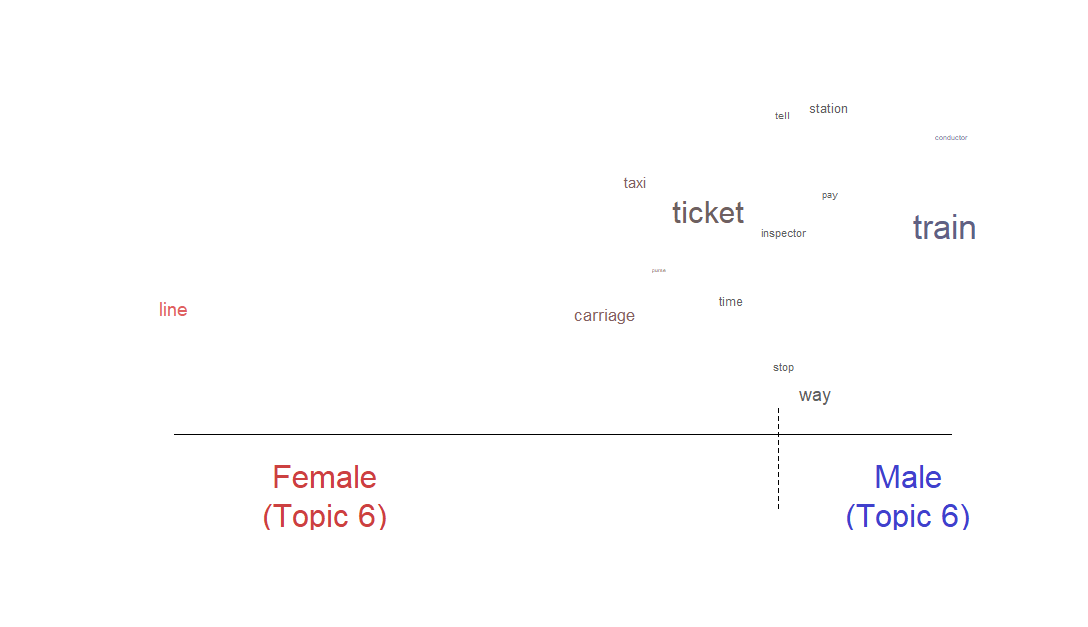 station
tell
conductor
taxi
pay
ticket
train
inspector
purse
time
line
carriage
stop
way
Female
(Topic 6)
Male
(Topic 6)